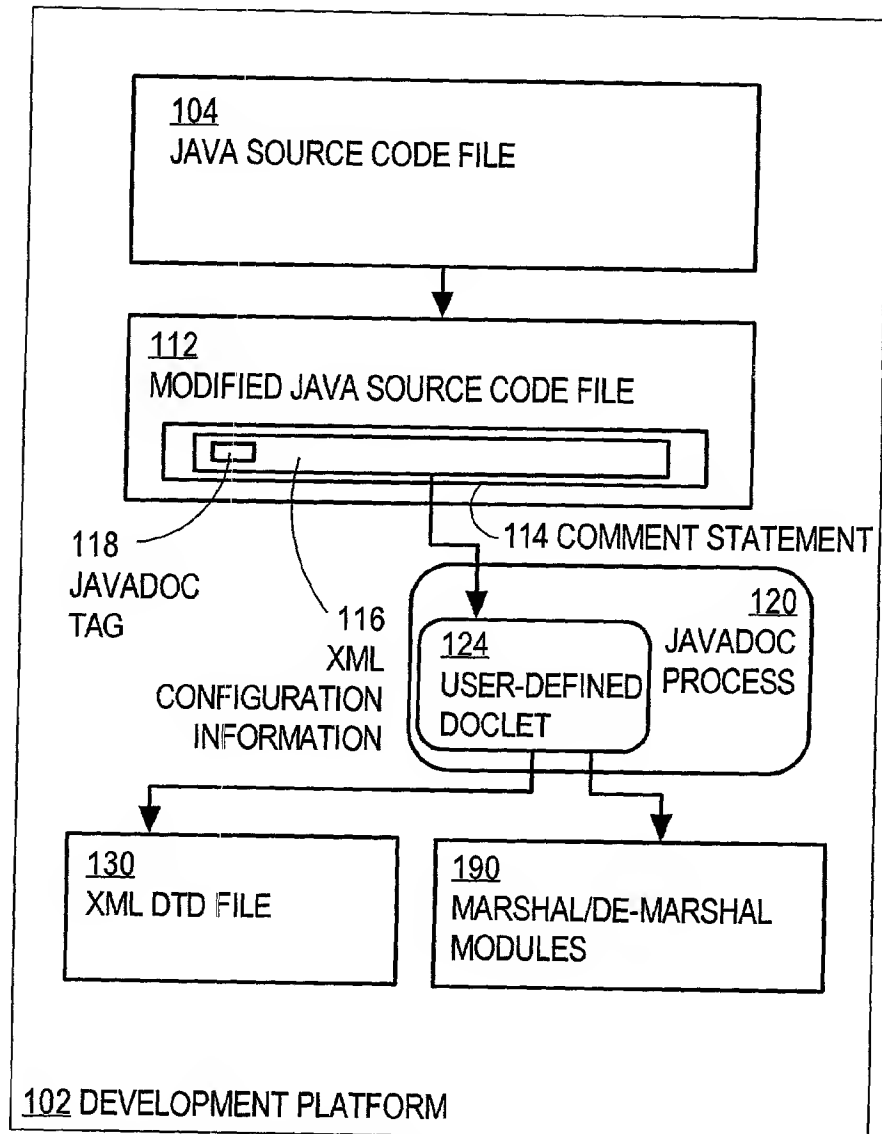 104
JAVA SOURCE CODE FILE
112
MODIFIED JAVA SOURCE CODE FILE
118
JAVADOC
TAG
116
XML
CONFIGURATION
INFORMATION
114 COMMENT STATEMENT
120
JAVADOC
PROCESS
124
USER-DEFINED
DOCLET
130
XML DTD FILE
190
MARSHAL/DE-MARSHAL
MODULES
102 DEVELOPMENT PLATFORM